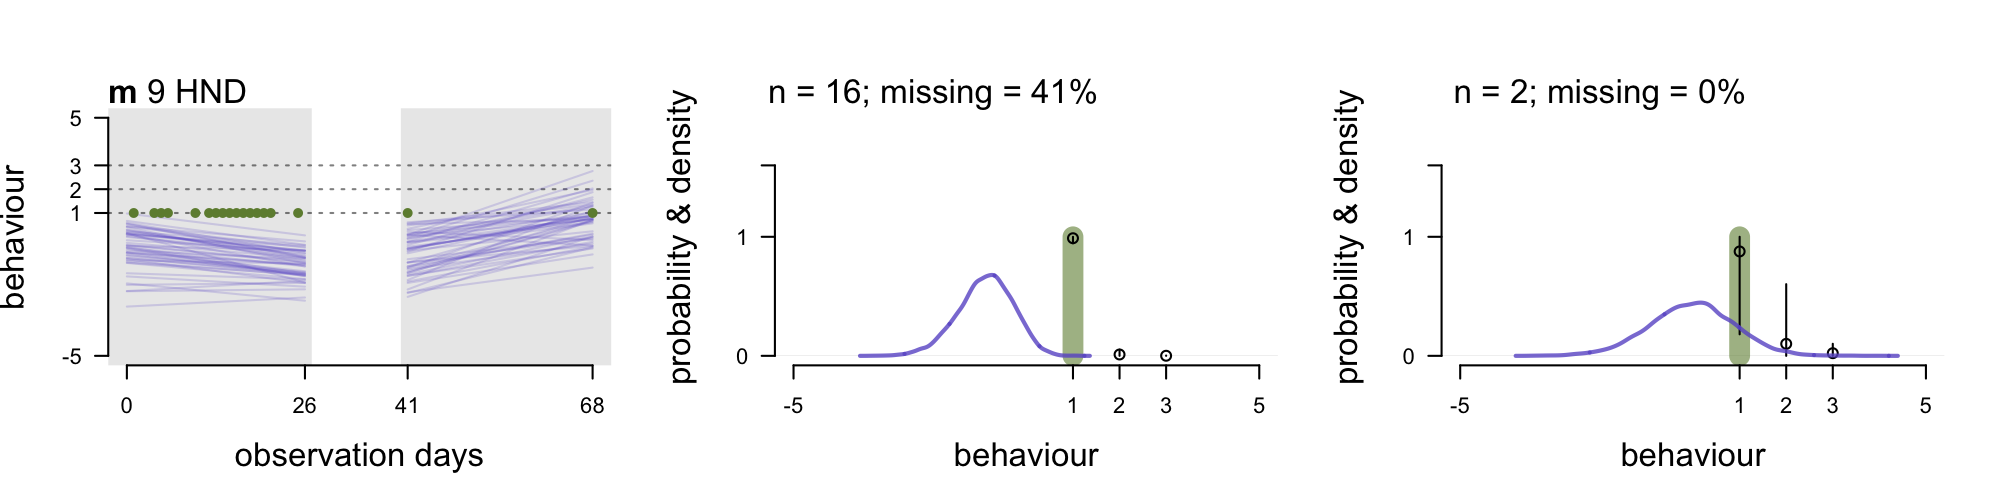 m 9 HND
behaviour
5
3
2
1
-5
0 26 41 68
observation days
n = 16; missing = 41%
probability & density
1
0
-5 1 2 3 5
behaviour
n = 2; missing = 0%
probability & density
1
0
-5 1 2 3 5
behaviour